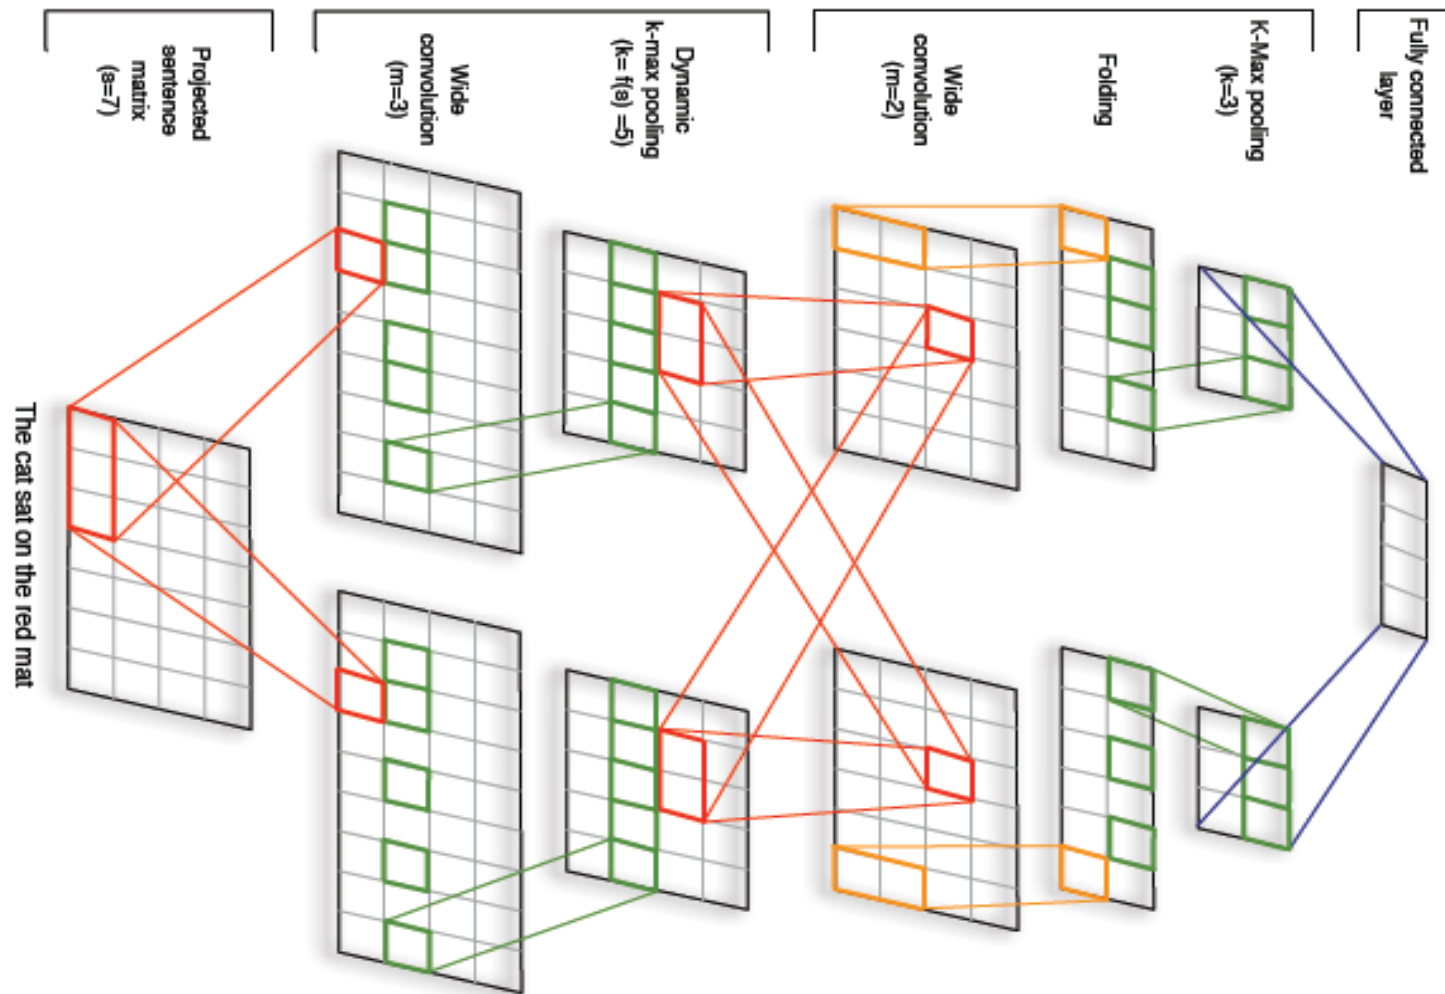 Fully connected
layer
K-Max pooling
(k=3)
Folding
Wide
convolution
(m=2)
Dynamic
k-max pooling
(k= f(s) =5)
Wide
convolution
(m=3)
Projected
sentence
matrix
(s=7)
The cat sat on the red mat